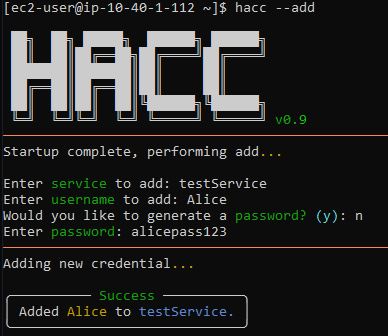 [ec2-user@ip-10-40-1-112 ~]$ hacc --add
HACC
v0.9
Startup complete, performing add...
Enter service to add: testService
Enter username to add: Alice
Would you like to generate a password? (y): n
Enter password: alicepass123
Adding new credential...
Success
Added Alice to testService.